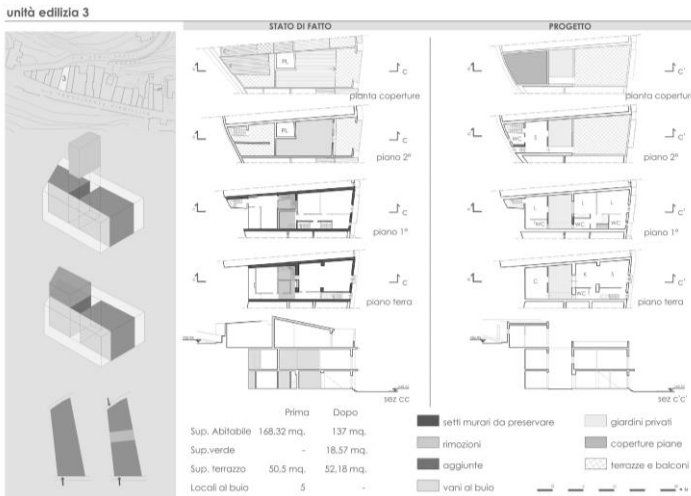 unità edilizia 3
STATO DI FATTO
PROGETTO
3
PL
c
c'
pianta coperture
pianta coperture
PL
c
WC
S
c'
piano 2°
piano 2°
c
L
L
L
WC
WC
WC
c'
piano 1°
piano 1°
c
C
WC
S
c'
piano terra
piano terra
sez cc
sez c'c'
Prima
Dopo
Sup. Abitabile 168,32 mq. 137 mq.
Sup.verde - 18,57 mq.
Sup. terrazzo 50,5 mq. 52,18 mq.
Locali al buio 5 -
setti murari da preservare
rimozioni
aggiunte
vani al buio
giardini privati
coperture piane
terrazze e balconi